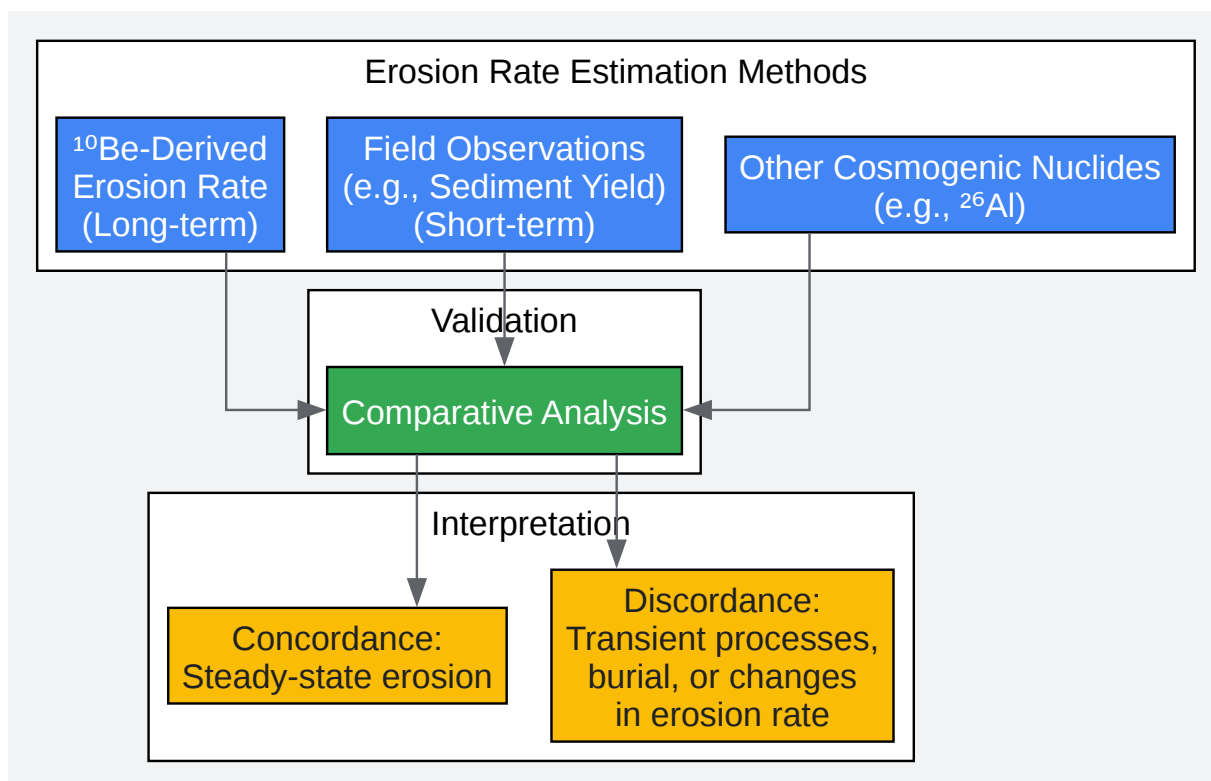 Erosion Rate Estimation Methods
¹⁰Be-Derived
Erosion Rate
(Long-term)
Field Observations
(e.g., Sediment Yield)
(Short-term)
Other Cosmogenic Nuclides
(e.g., ²⁶Al)
Validation
Comparative Analysis
Interpretation
Concordance:
Steady-state erosion
Discordance:
Transient processes,
burial, or changes
in erosion rate